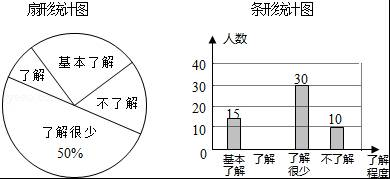 扇形统计图
基本了解
了解
不了解
了解很少
50%
条形统计图
人数
40
30
20
10
0
15
30
10
基本了解
了解
了解很少
不了解
了解程度